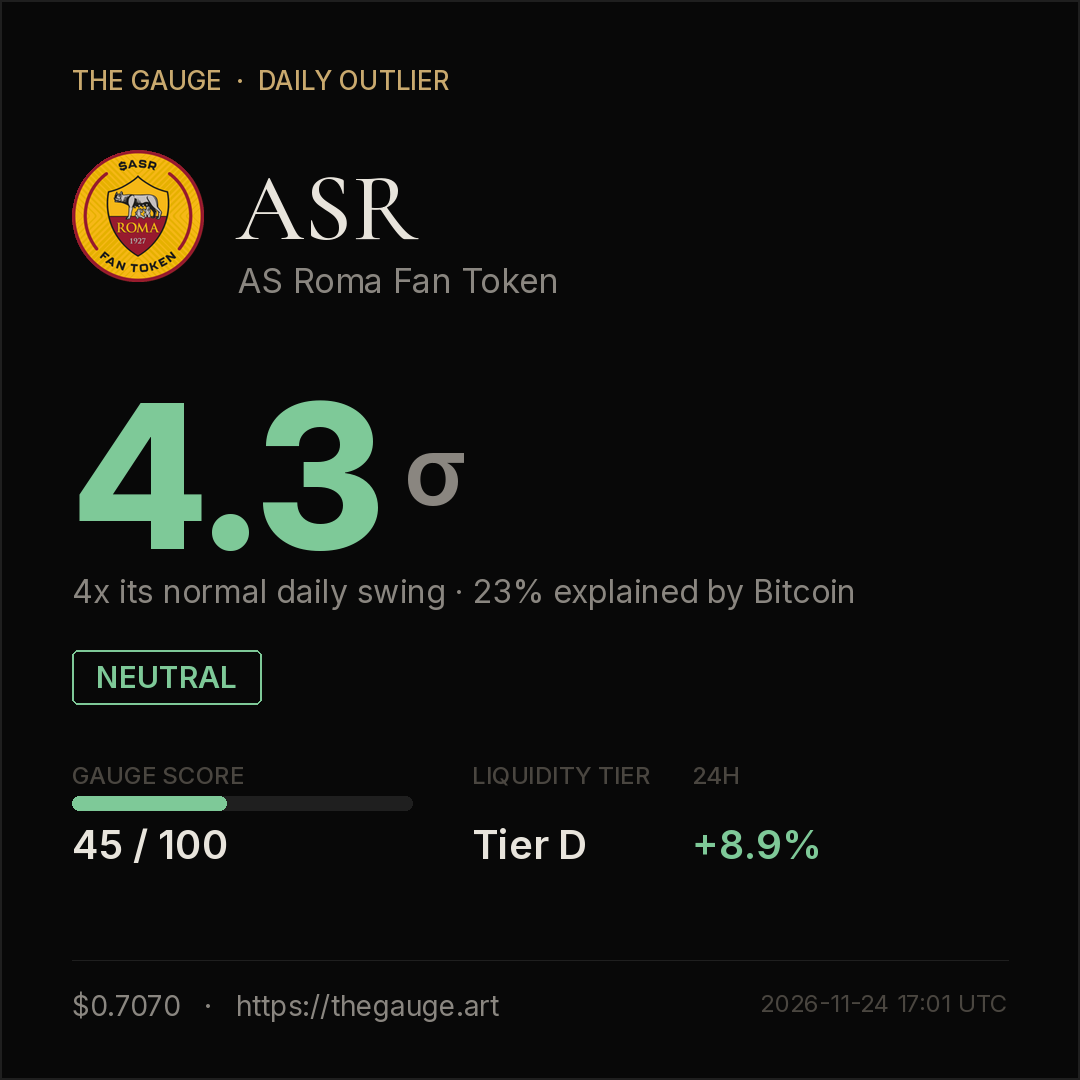 THE GAUGE · DAILY OUTLIER
SASR
ROMA
1927
FAN TOKEN
ASR
AS Roma Fan Token
4.3 σ
4x its normal daily swing · 23% explained by Bitcoin
NEUTRAL
GAUGE SCORE LIQUIDITY TIER 24H
45 / 100 Tier D +8.9%
$0.7070 · https://thegauge.art 2026-11-24 17:01 UTC